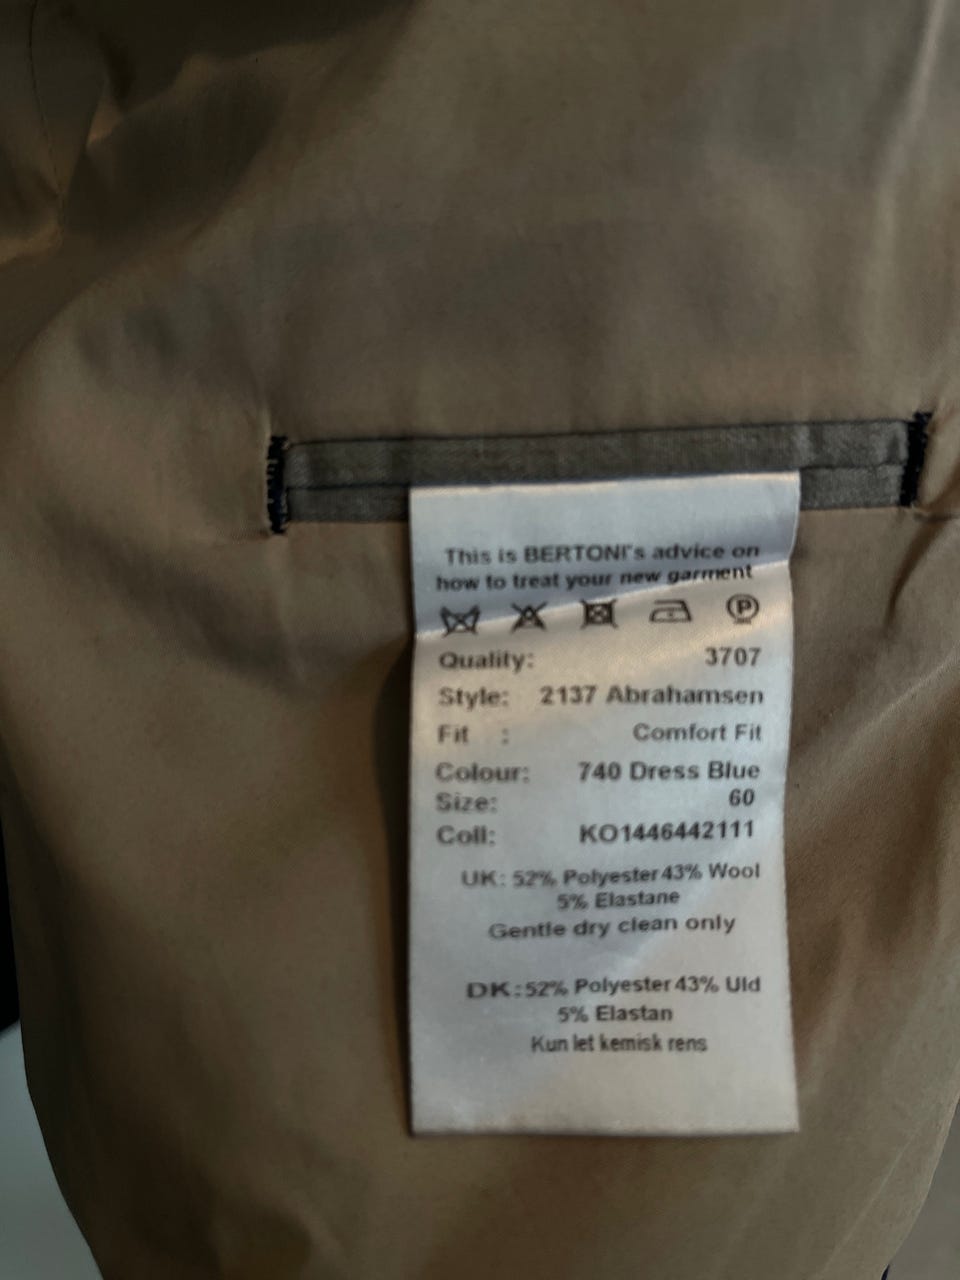 This is BERTONI's advice on
how to treat your new garment
P
Quality: 3707
Style: 2137 Abrahamsen
Fit : Comfort Fit
Colour: 740 Dress Blue
Size: 60
Coll: KO1446442111
UK: 52% Polyester 43% Wool
5% Elastane
Gentle dry clean only
DK: 52% Polyester 43% Uld
5% Elastan
Kun let kemisk rens